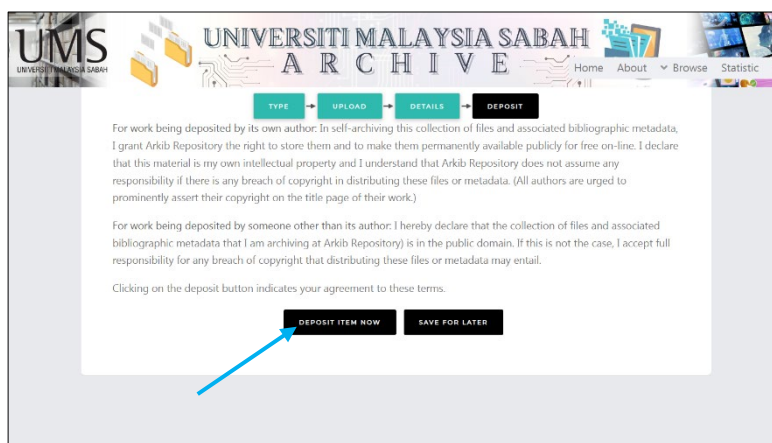 UMS
UNIVERSITI MALAYSIA SABAH
UNIVERSITI MALAYSIA SABAH
ARCHIVE
Home About Browse Statistic
TYPE UPLOAD DETAILS DEPOSIT
For work being deposited by its own author: In self-archiving this collection of files and associated bibliographic metadata,
I grant Arkib Repository the right to store them and to make them permanently available publicly for free on-line. I declare
that this material is my own intellectual property and I understand that Arkib Repository does not assume any
responsibility if there is any breach of copyright in distributing these files or metadata. (All authors are urged to
prominently assert their copyright on the title page of their work.)
For work being deposited by someone other than its author: I hereby declare that the collection of files and associated
bibliographic metadata that I am archiving at Arkib Repository) is in the public domain. If this is not the case, I accept full
responsibility for any breach of copyright that distributing these files or metadata may entail.
Clicking on the deposit button indicates your agreement to these terms.
DEPOSIT ITEM NOW SAVE FOR LATER